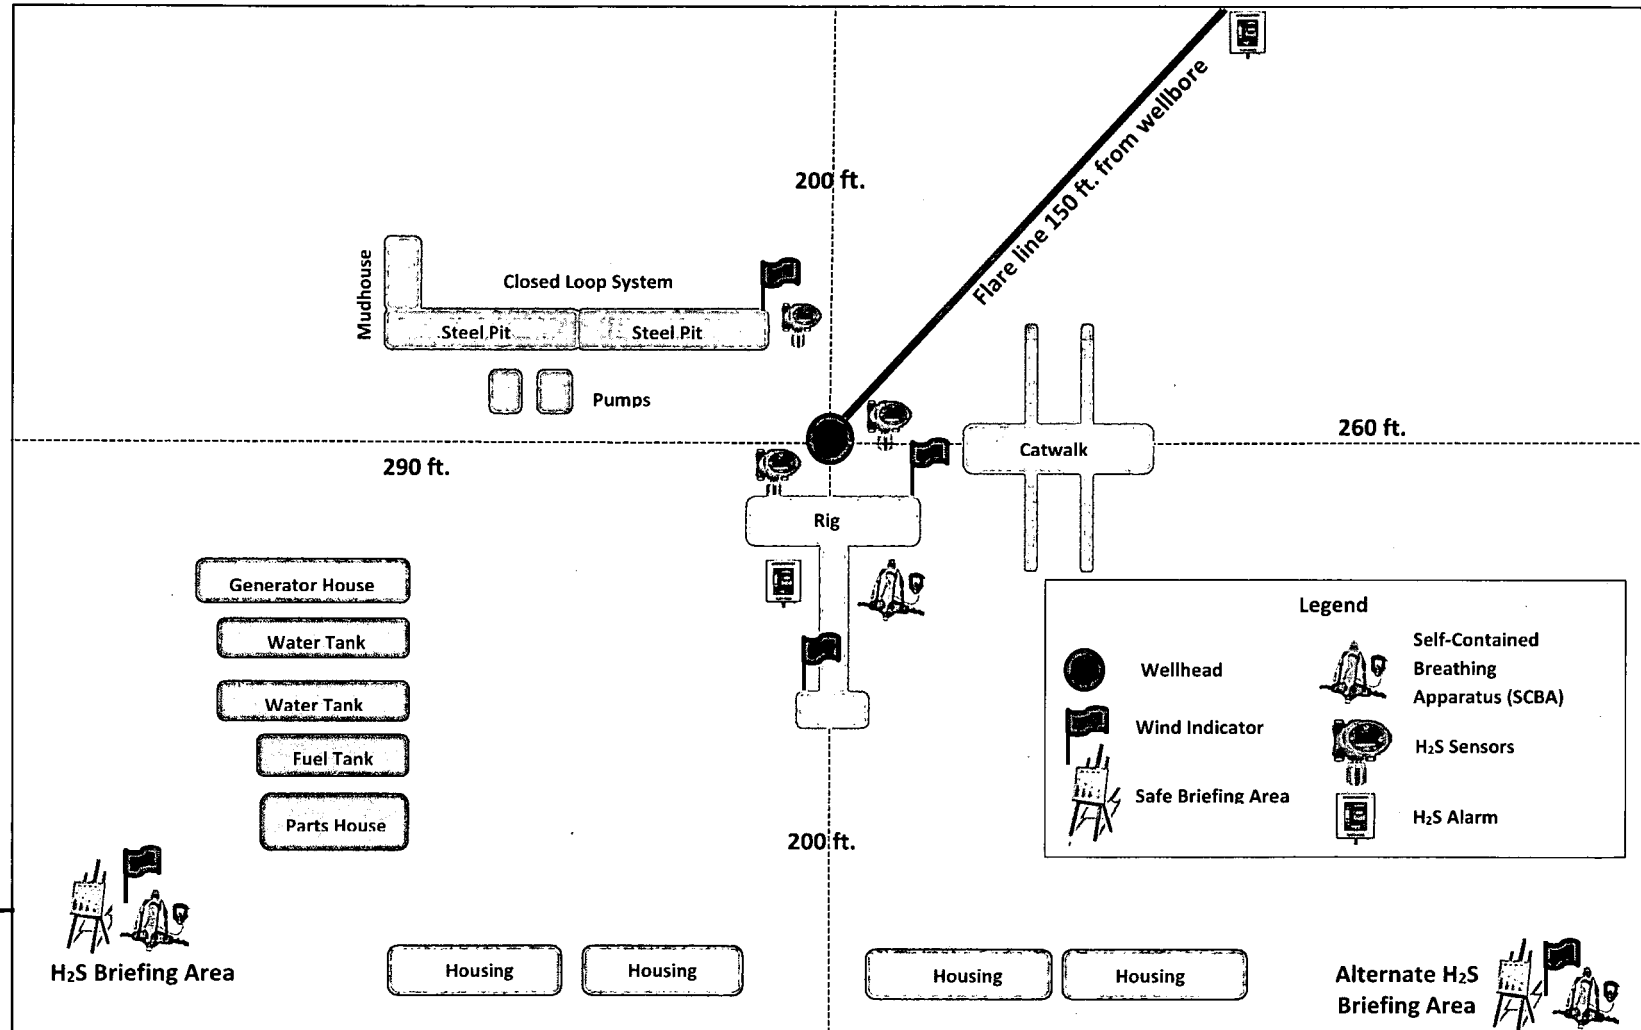 200 ft.
Flare line 150 ft. from wellbore
Mudhouse
Closed Loop System
Steel Pit
Steel Pit
Pumps
290 ft.
260 ft.
Catwalk
Rig
Generator House
Water Tank
Water Tank
Fuel Tank
Parts House
200 ft.
Legend
Wellhead
Wind Indicator
Safe Briefing Area
Self-Contained
Breathing
Apparatus (SCBA)
H₂S Sensors
H₂S Alarm
H₂S Briefing Area
Housing
Housing
Housing
Housing
Alternate H₂S
Briefing Area